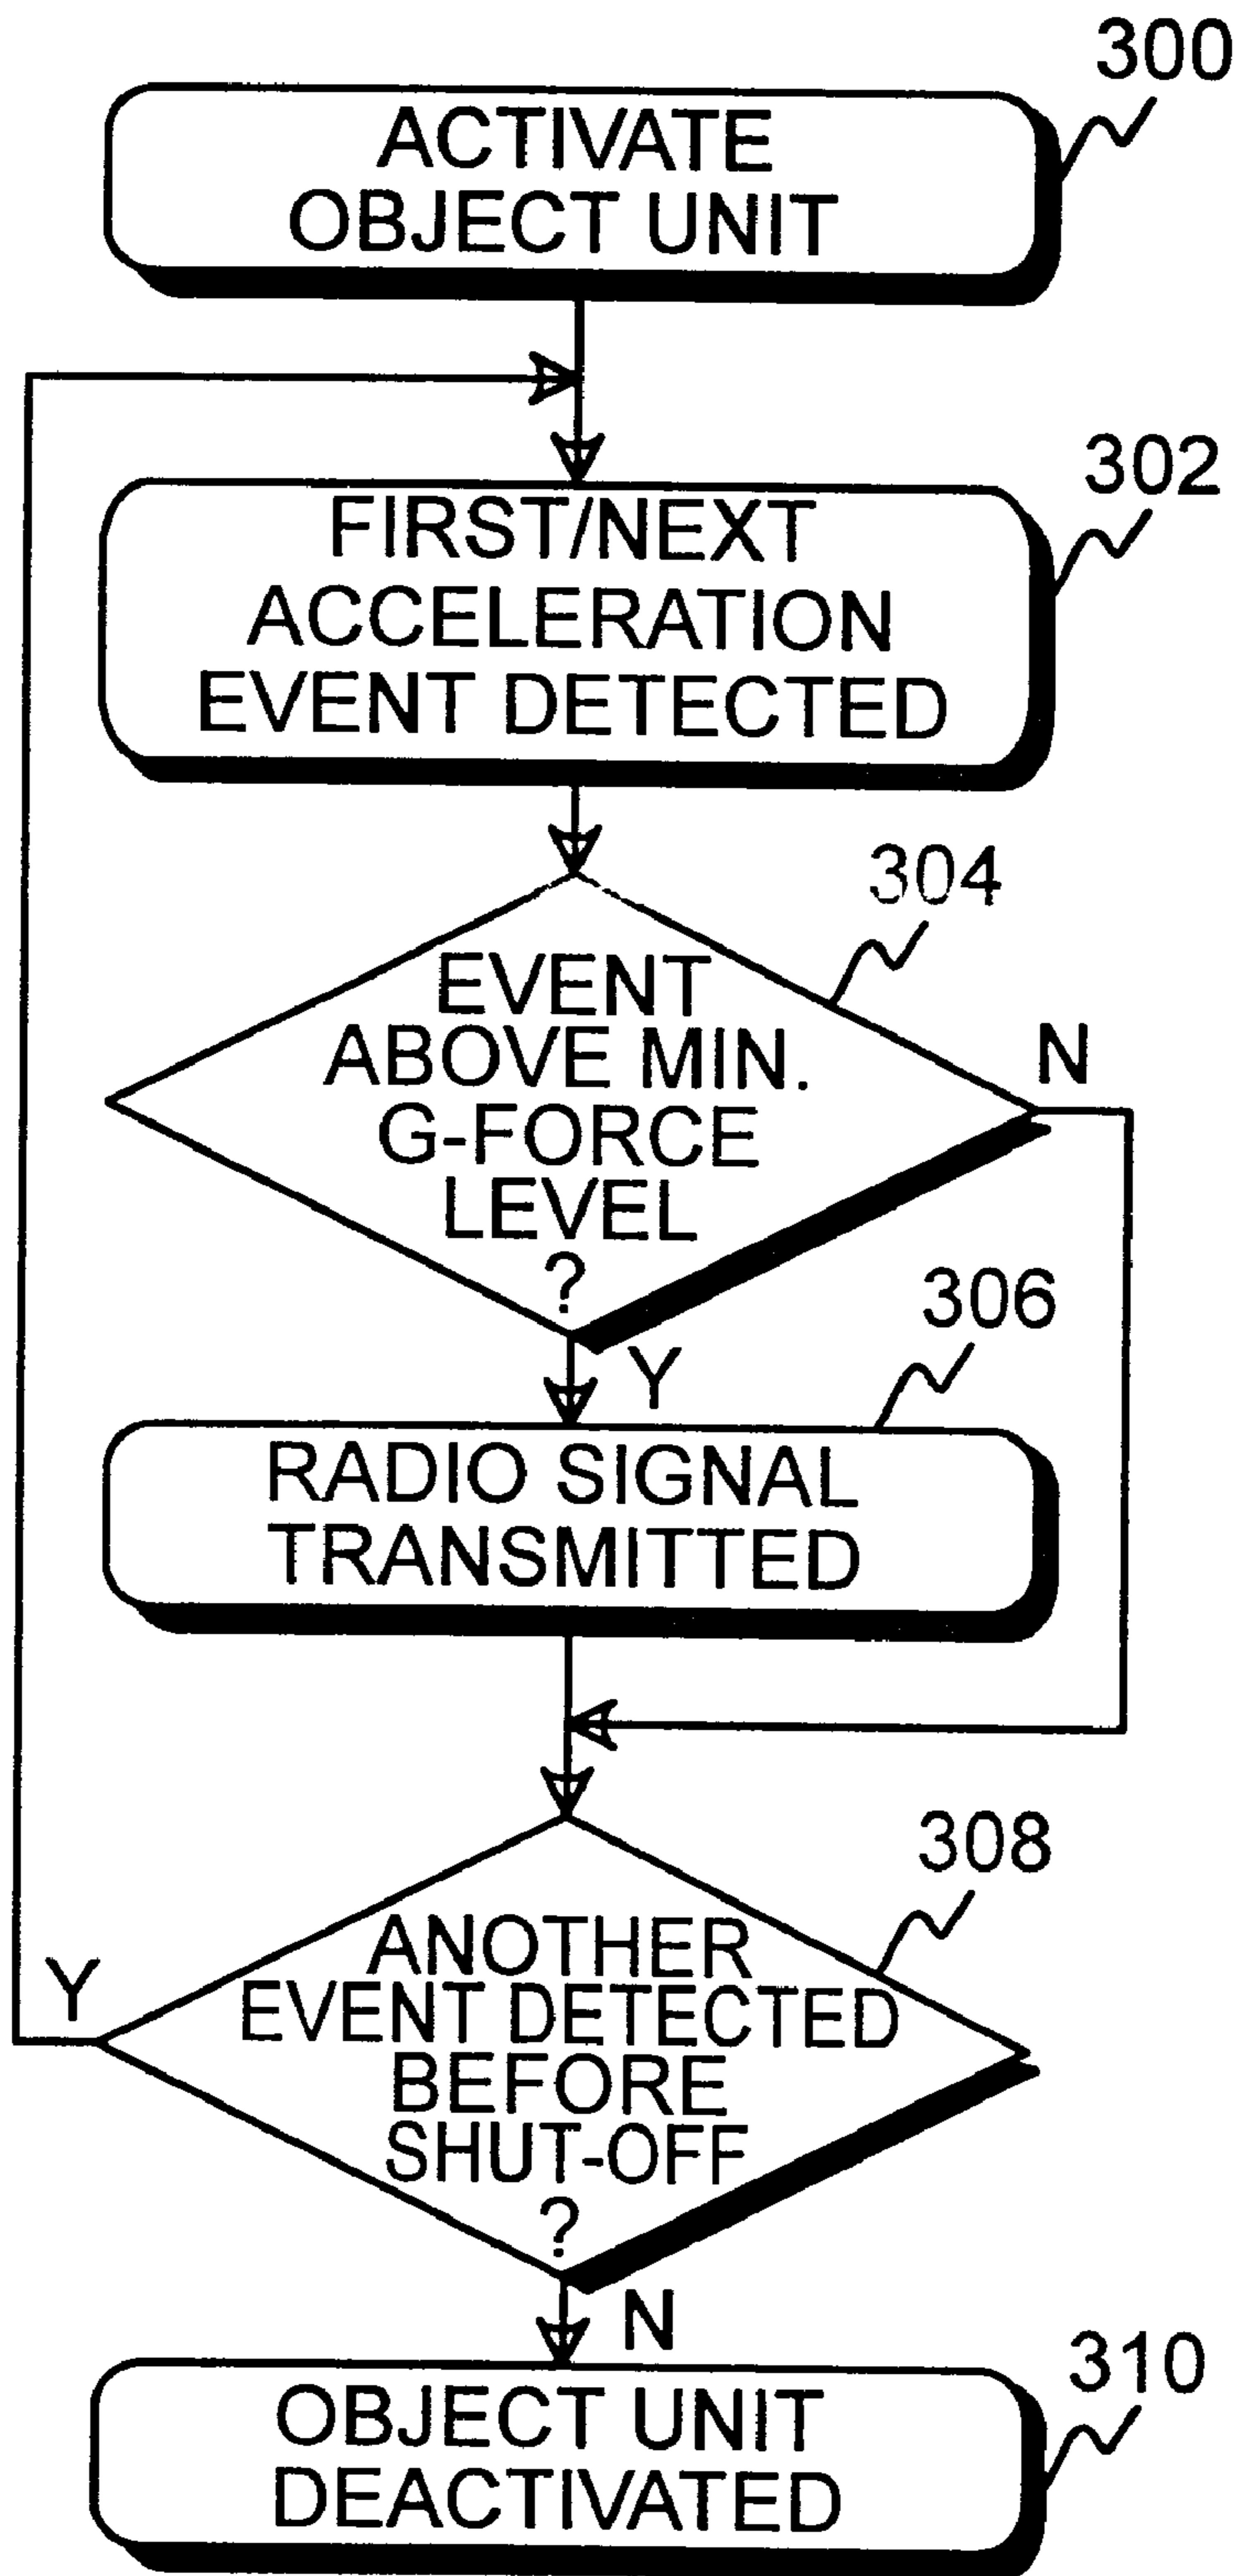 300
ACTIVATE
OBJECT UNIT
302
FIRST/NEXT
ACCELERATION
EVENT DETECTED
304
EVENT
ABOVE MIN.
G-FORCE
LEVEL
?
N
Y
306
RADIO SIGNAL
TRANSMITTED
308
ANOTHER
EVENT DETECTED
BEFORE
SHUT-OFF
?
Y
N
310
OBJECT UNIT
DEACTIVATED